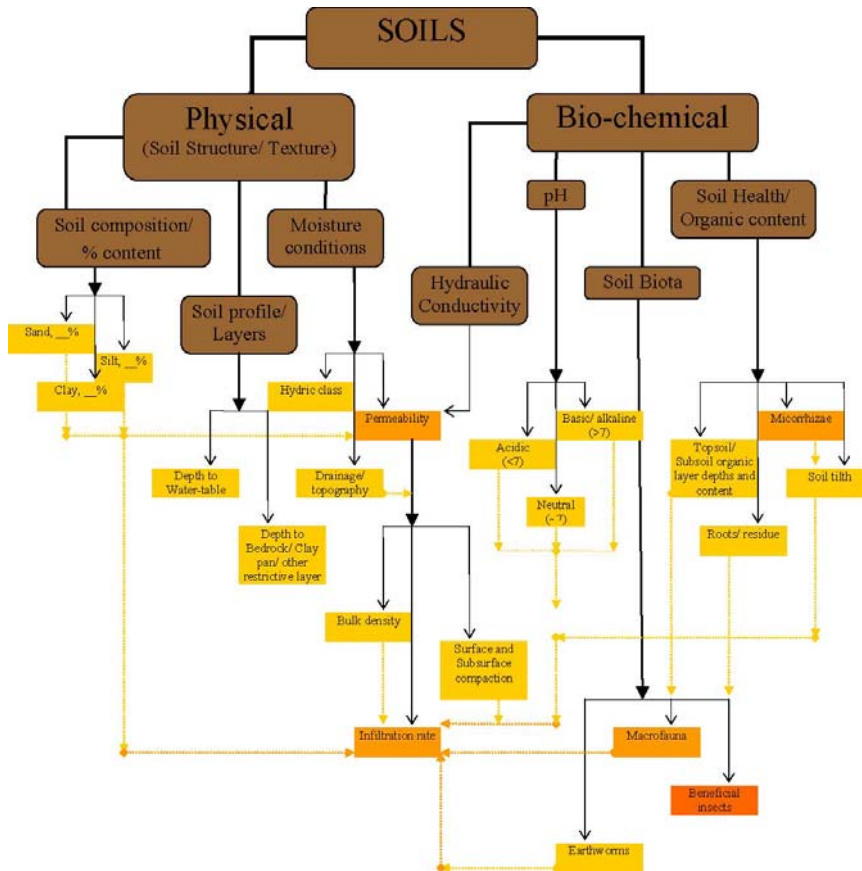 SOILS
Physical
(Soil Structure/ Texture)
Bio-chemical
pH
Soil Health/
Organic content
Soil composition/
% content
Moisture
conditions
Hydraulic
Conductivity
Soil Biota
Soil profile/
Layers
Sand, __%
Silt, __%
Clay, __%
Hydric class
Permeability
Basic/ alkaline
(>7)
Micorrhizae
Acidic
(<7)
Topsoil/
Subsoil organic
layer depths and
content
Soil tilth
Depth to
Water-table
Drainage/
topography
Neutral
(~7)
Roots/ residue
Depth to
Bedrock/ Clay
pan/ other
restrictive layer
Bulk density
Surface and
Subsurface
compaction
Infiltration rate
Macrofauna
Beneficial
insects
Earthworms